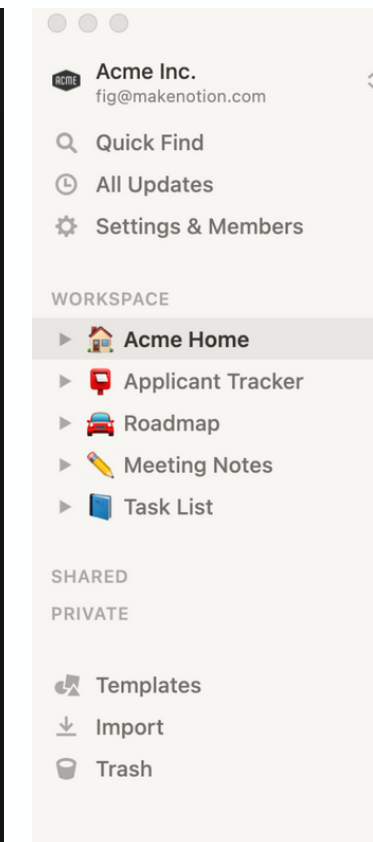 ACME
Acme Inc.
fig@makenotion.com
Quick Find
All Updates
Settings & Members
WORKSPACE
Acme Home
Applicant Tracker
Roadmap
Meeting Notes
Task List
SHARED
PRIVATE
Templates
Import
Trash